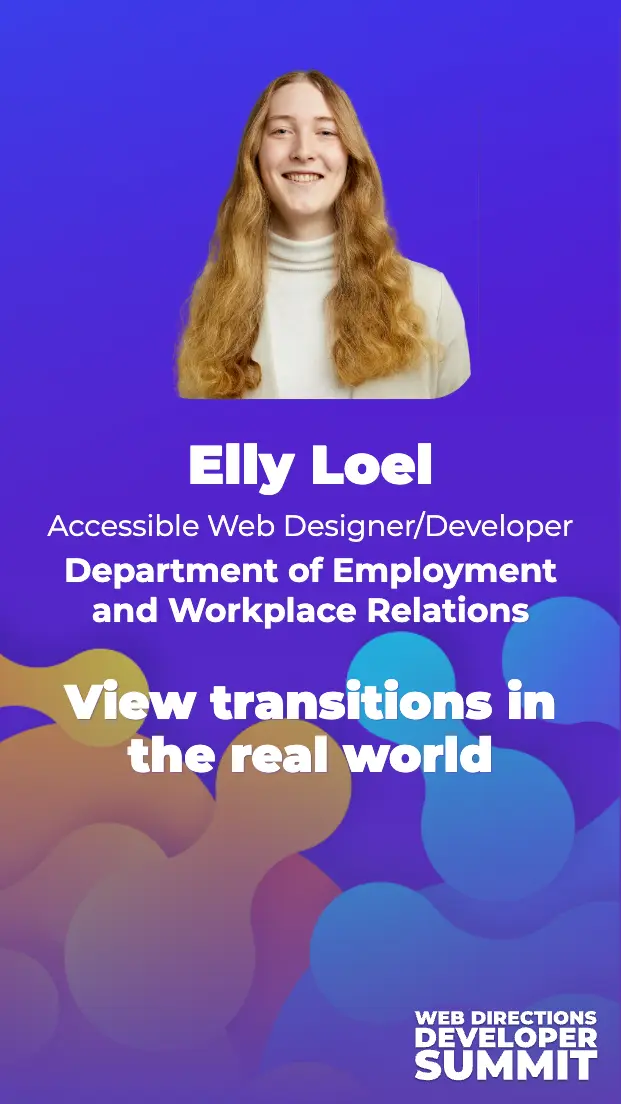 Elly Loel
Accessible Web Designer/Developer
Department of Employment
and Workplace Relations
View transitions in
the real world
WEB DIRECTIONS
DEVELOPER
SUMMIT